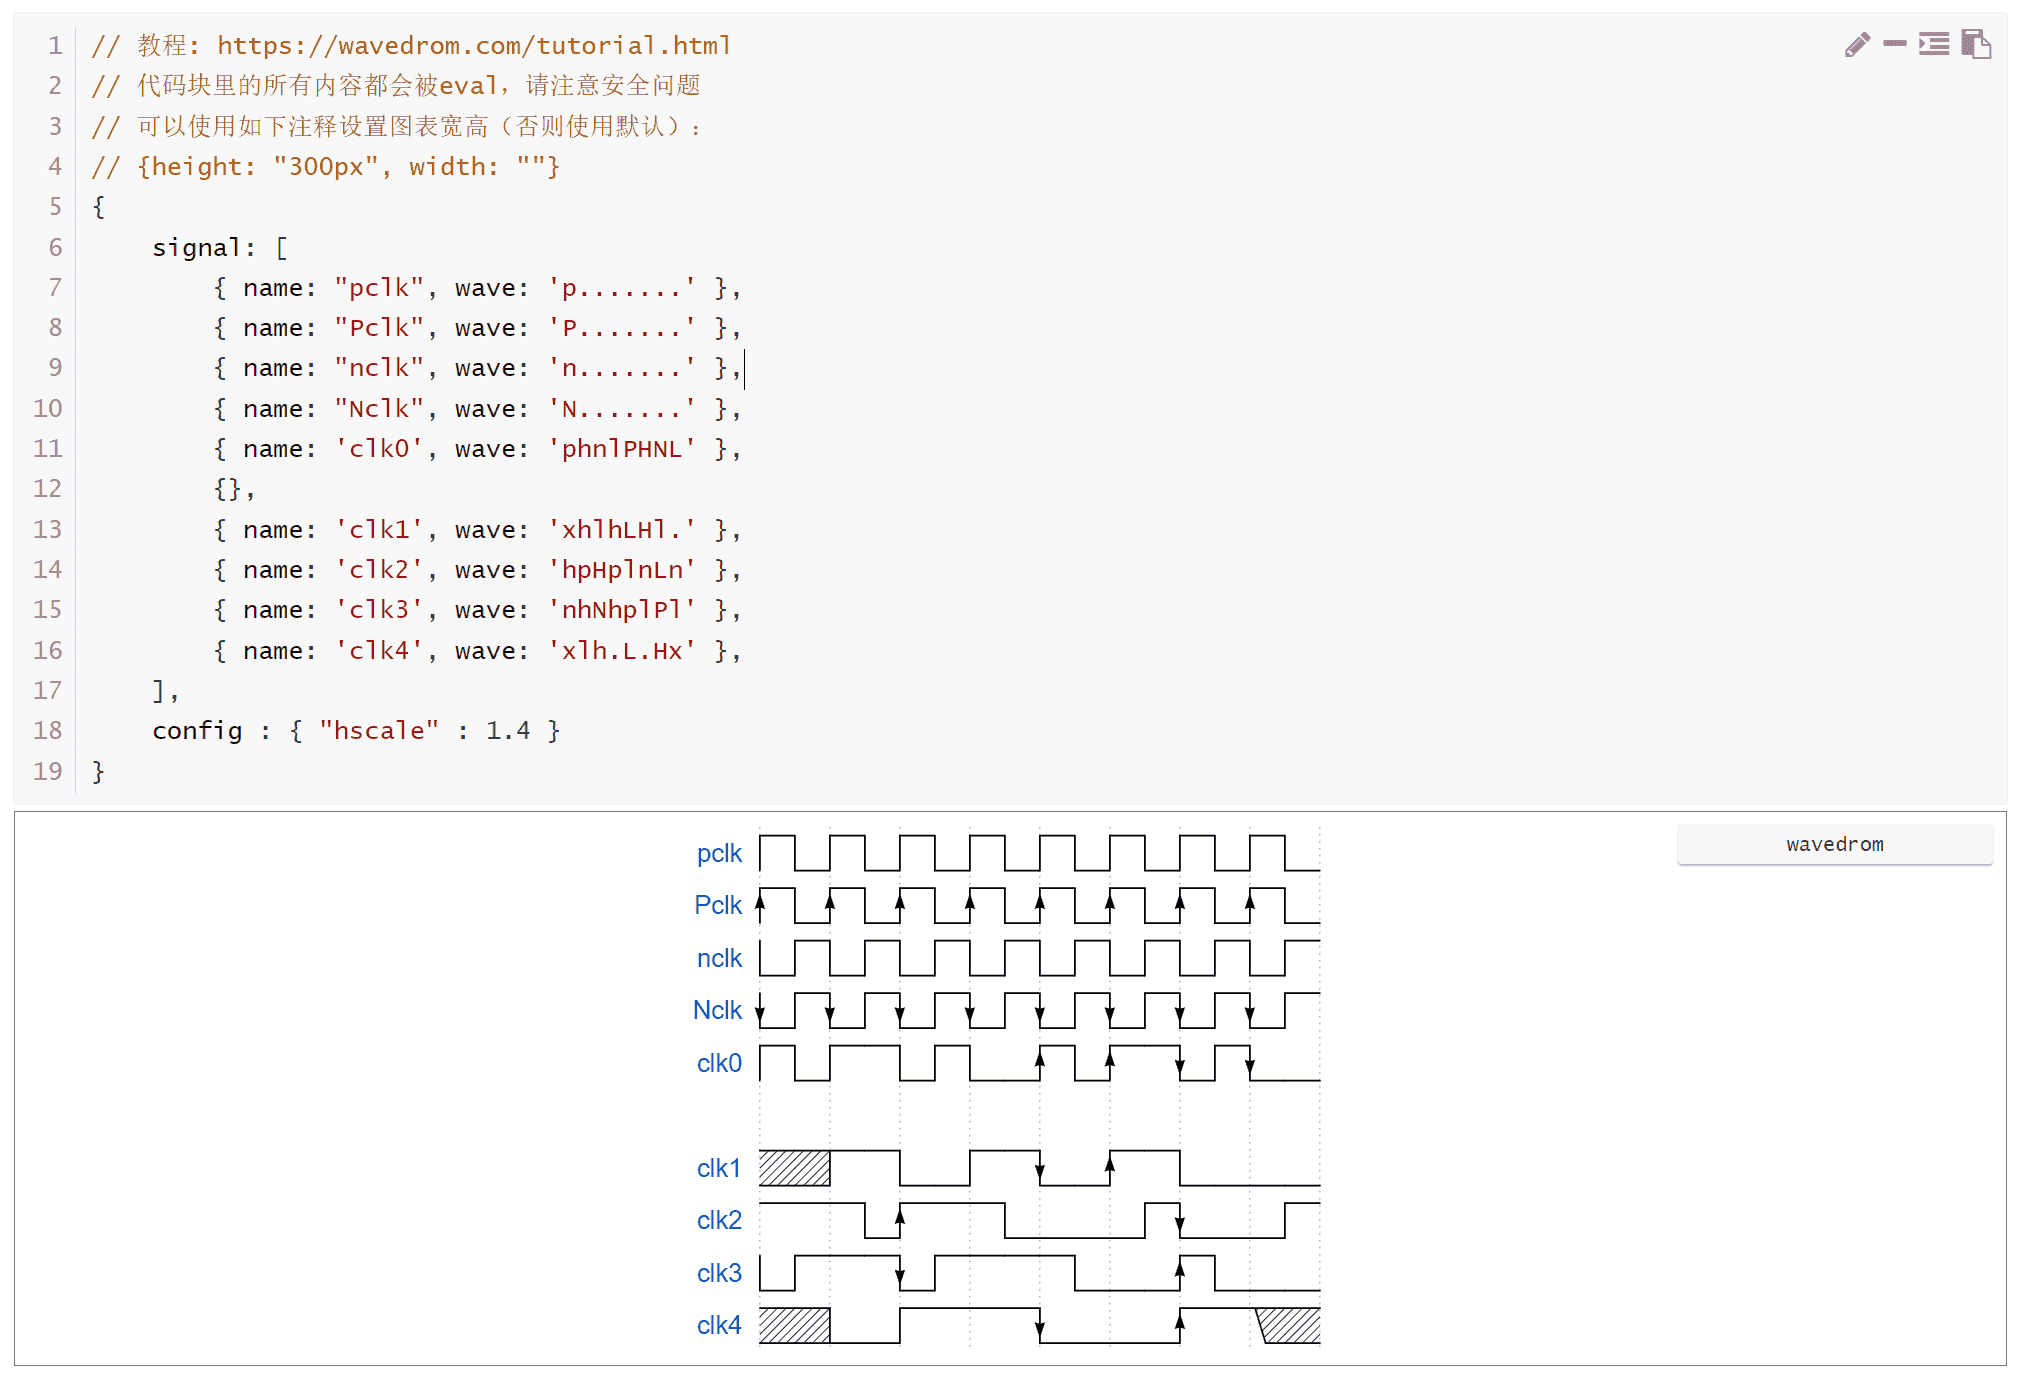 1 // 教程: https://wavedrom.com/tutorial.html
2 // 代码块里的所有内容都会被eval，请注意安全问题
3 // 可以使用如下注释设置图表宽高（否则使用默认）：
4 // {height: "300px", width: ""}
5 {
6 signal: [
7 { name: "pclk", wave: 'p.......' },
8 { name: "Pclk", wave: 'P.......' },
9 { name: "nclk", wave: 'n.......' },
10 { name: "Nclk", wave: 'N.......' },
11 { name: 'clk0', wave: 'phnlPHNL' },
12 {},
13 { name: 'clk1', wave: 'xhlhLHl.' },
14 { name: 'clk2', wave: 'hpHplnLn' },
15 { name: 'clk3', wave: 'nhNhplPl' },
16 { name: 'clk4', wave: 'xlh.L.Hx' },
17 ],
18 config : { "hscale" : 1.4 }
19 }
wavedrom
pclk
Pclk
nclk
Nclk
clk0
clk1
clk2
clk3
clk4